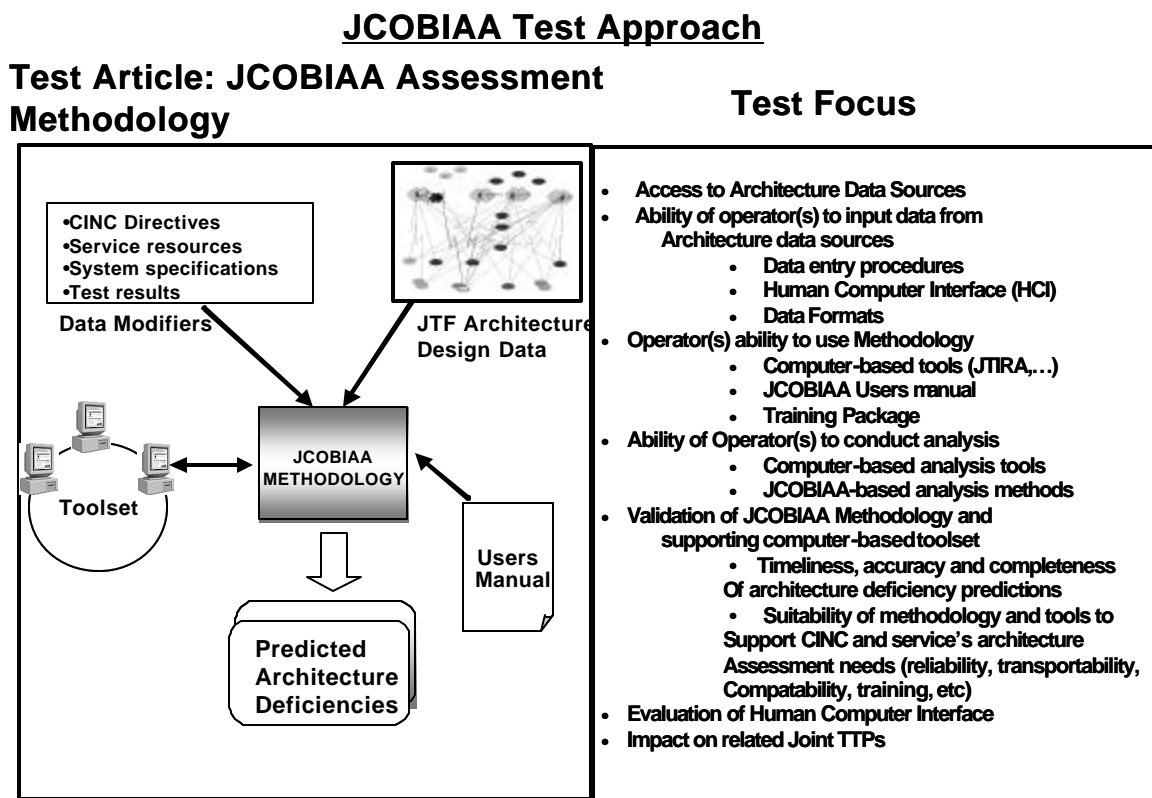 JCOBIAA Test Approach
Test Article: JCOBIAA Assessment
Methodology
•CINC Directives
•Service resources
•System specifications
•Test results
Data Modifiers
JTF Architecture
Design Data
JCOBIAA
METHODOLOGY
Toolset
Users
Manual
Predicted
Architecture
Deficiencies
Test Focus
• Access to Architecture Data Sources
• Ability of operator(s) to input data from
Architecture data sources
• Data entry procedures
• Human Computer Interface (HCI)
• Data Formats
• Operator(s) ability to use Methodology
• Computer-based tools (JTIRA,…)
• JCOBIAA Users manual
• Training Package
• Ability of Operator(s) to conduct analysis
• Computer-based analysis tools
• JCOBIAA-based analysis methods
• Validation of JCOBIAA Methodology and
supporting computer-based toolset
• Timeliness, accuracy and completeness
Of architecture deficiency predictions
• Suitability of methodology and tools to
Support CINC and service's architecture
Assessment needs (reliability, transportability,
Compatability, training, etc)
• Evaluation of Human Computer Interface
• Impact on related Joint TTPs